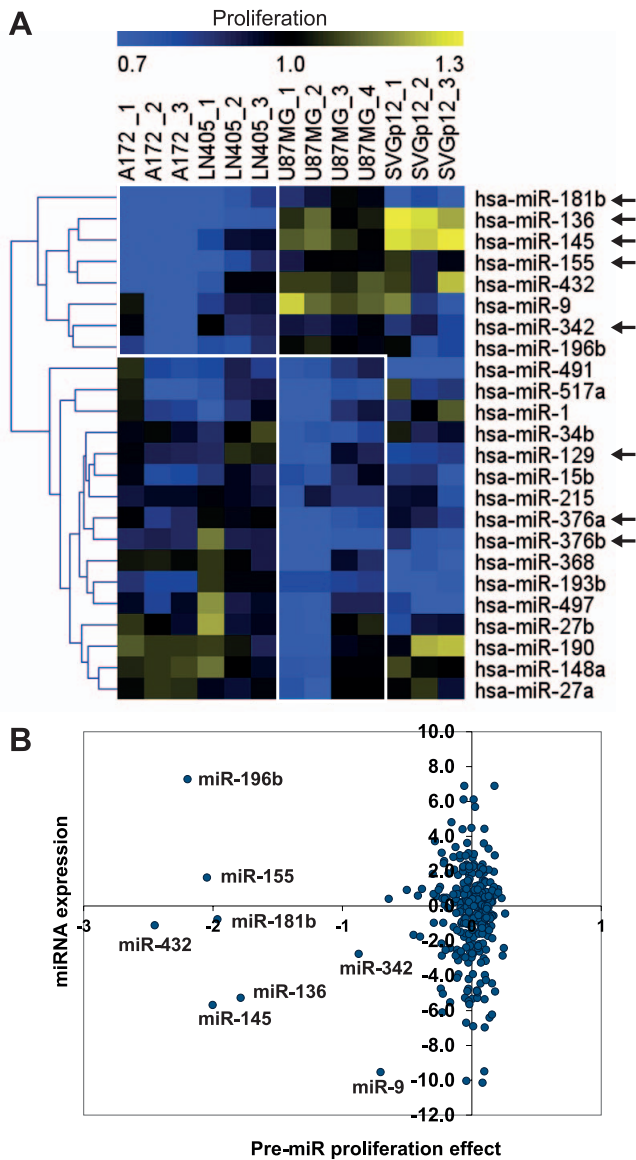 A
Proliferation
0.7 1.0 1.3
A172_1
A172_2
A172_3
LN405_1
LN405_2
LN405_3
U87MG_1
U87MG_2
U87MG_3
U87MG_4
SVGp12_1
SVGp12_2
SVGp12_3
hsa-miR-181b
hsa-miR-136
hsa-miR-145
hsa-miR-155
hsa-miR-432
hsa-miR-9
hsa-miR-342
hsa-miR-196b
hsa-miR-491
hsa-miR-517a
hsa-miR-1
hsa-miR-34b
hsa-miR-129
hsa-miR-15b
hsa-miR-215
hsa-miR-376a
hsa-miR-376b
hsa-miR-368
hsa-miR-193b
hsa-miR-497
hsa-miR-27b
hsa-miR-190
hsa-miR-148a
hsa-miR-27a
B
10.0
8.0
miR-196b
6.0
4.0
2.0
miR-155
0.0
miRNA expression
-3 -2 -1 0 1
miR-181b
miR-432
-2.0
miR-342
-4.0
miR-136
miR-145
-6.0
-8.0
miR-9
-10.0
-12.0
Pre-miR proliferation effect